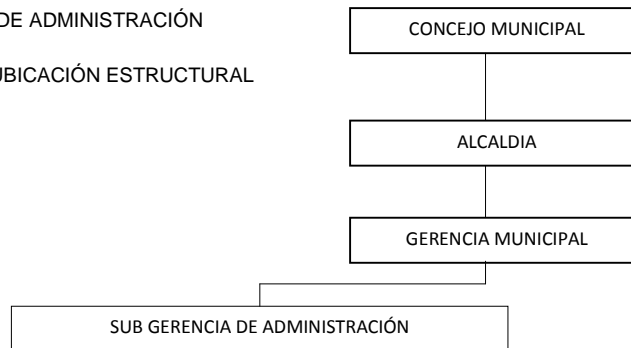 DE ADMINISTRACIÓN
CONCEJO MUNICIPAL
UBICACIÓN ESTRUCTURAL
ALCALDIA
GERENCIA MUNICIPAL
SUB GERENCIA DE ADMINISTRACIÓN